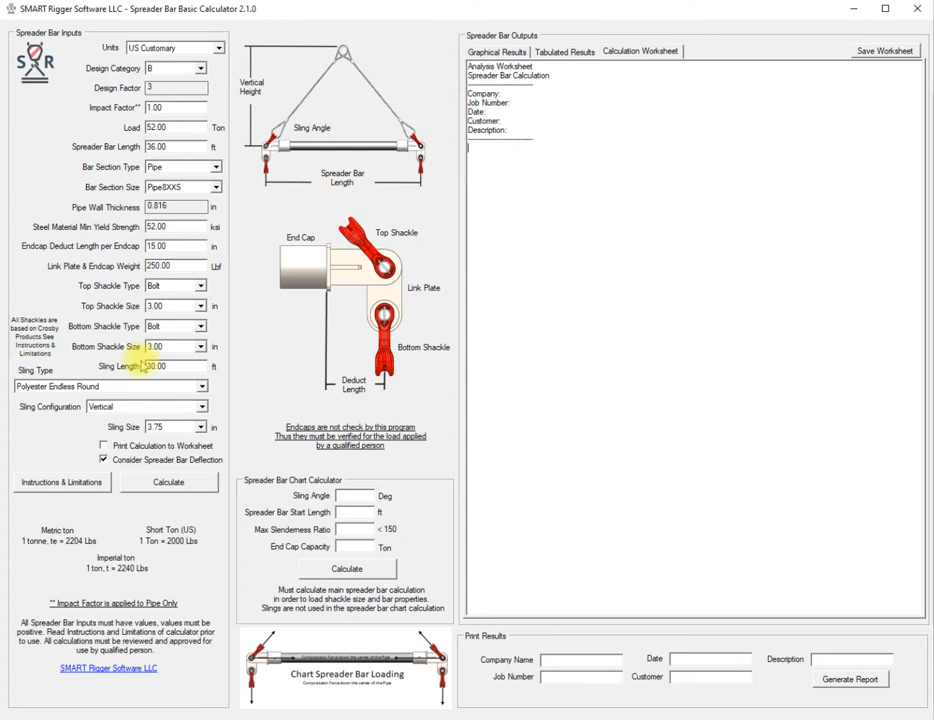 SMART Rigger Software LLC - Spreader Bar Basic Calculator 2.1.0
Spreader Bar Inputs
S R
Units US Customary
Design Category B
Design Factor 3
Impact Factor** 1.00
Load 52.00 Ton
Spreader Bar Length 36.00 ft
Bar Section Type Pipe
Bar Section Size Pipe8XXS
Pipe Wall Thickness 0.816 in
Steel Material Min Yield Strength 52.00 ksi
Endcap Deduct Length per Endcap 15.00 in
Link Plate & Endcap Weight 250.00 Lbf
Top Shackle Type Bolt
Top Shackle Size 3.00 in
Bottom Shackle Type Bolt
Bottom Shackle Size 3.00 in
All Shackles are
based on Crosby
Products See
Instructions &
Limitations
Sling Length 30.00 ft
Sling Type
Polyester Endless Round
Sling Configuration Vertical
Sling Size 3.75 in
Print Calculation to Worksheet
Consider Spreader Bar Deflection
Instructions & Limitations
Calculate
Metric ton
1 tonne, te = 2204 Lbs
Short Ton (US)
1 Ton = 2000 Lbs
Imperial ton
1 ton, t = 2240 Lbs
** Impact Factor is applied to Pipe Only
All Spreader Bar Inputs must have values, values must be
positive. Read Instructions and Limitations of calculator prior
to use. All calculations must be reviewed and approved for
use by qualified person.
SMART Rigger Software LLC
Vertical
Height
Sling Angle
Spreader Bar
Length
End Cap
Top Shackle
Link Plate
Bottom Shackle
Deduct
Length
Endcaps are not check by this program
Thus they must be verified for the load applied
by a qualified person
Spreader Bar Chart Calculator
Sling Angle Deg
Spreader Bar Start Length ft
Max Slenderness Ratio < 150
End Cap Capacity Ton
Calculate
Must calculate main spreader bar calculation
in order to load shackle size and bar properties.
Slings are not used in the spreader bar chart calculation
Compression Force down the center of the Pipe
Chart Spreader Bar Loading
Compression Force down the center of the Pipe
Spreader Bar Outputs
Graphical Results
Tabulated Results
Calculation Worksheet
Save Worksheet
Analysis Worksheet
Spreader Bar Calculation
--------------------
Company:
Job Number:
Date:
Customer:
Description:
--------------------
Print Results
Company Name
Date
Description
Job Number
Customer
Generate Report